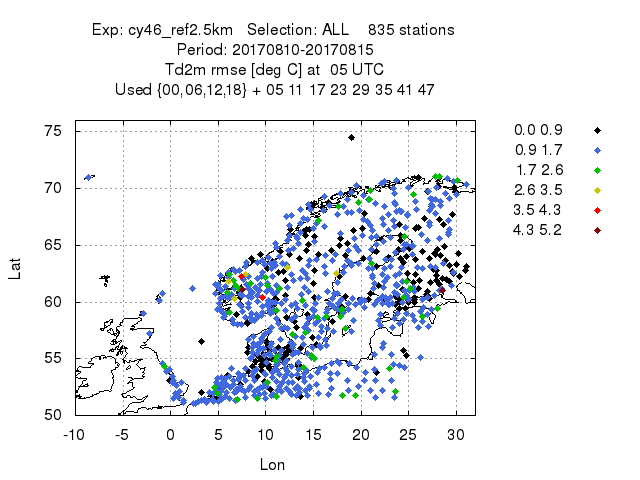 Exp: cy46_ref2.5km Selection: ALL 835 stations
Period: 20170810-20170815
Td2m rmse [deg C] at 05 UTC
Used {00,06,12,18} + 05 11 17 23 29 35 41 47
75
70
65
60
55
50
Lat
-10 -5 0 5 10 15 20 25 30
Lon
0.0 0.9
0.9 1.7
1.7 2.6
2.6 3.5
3.5 4.3
4.3 5.2